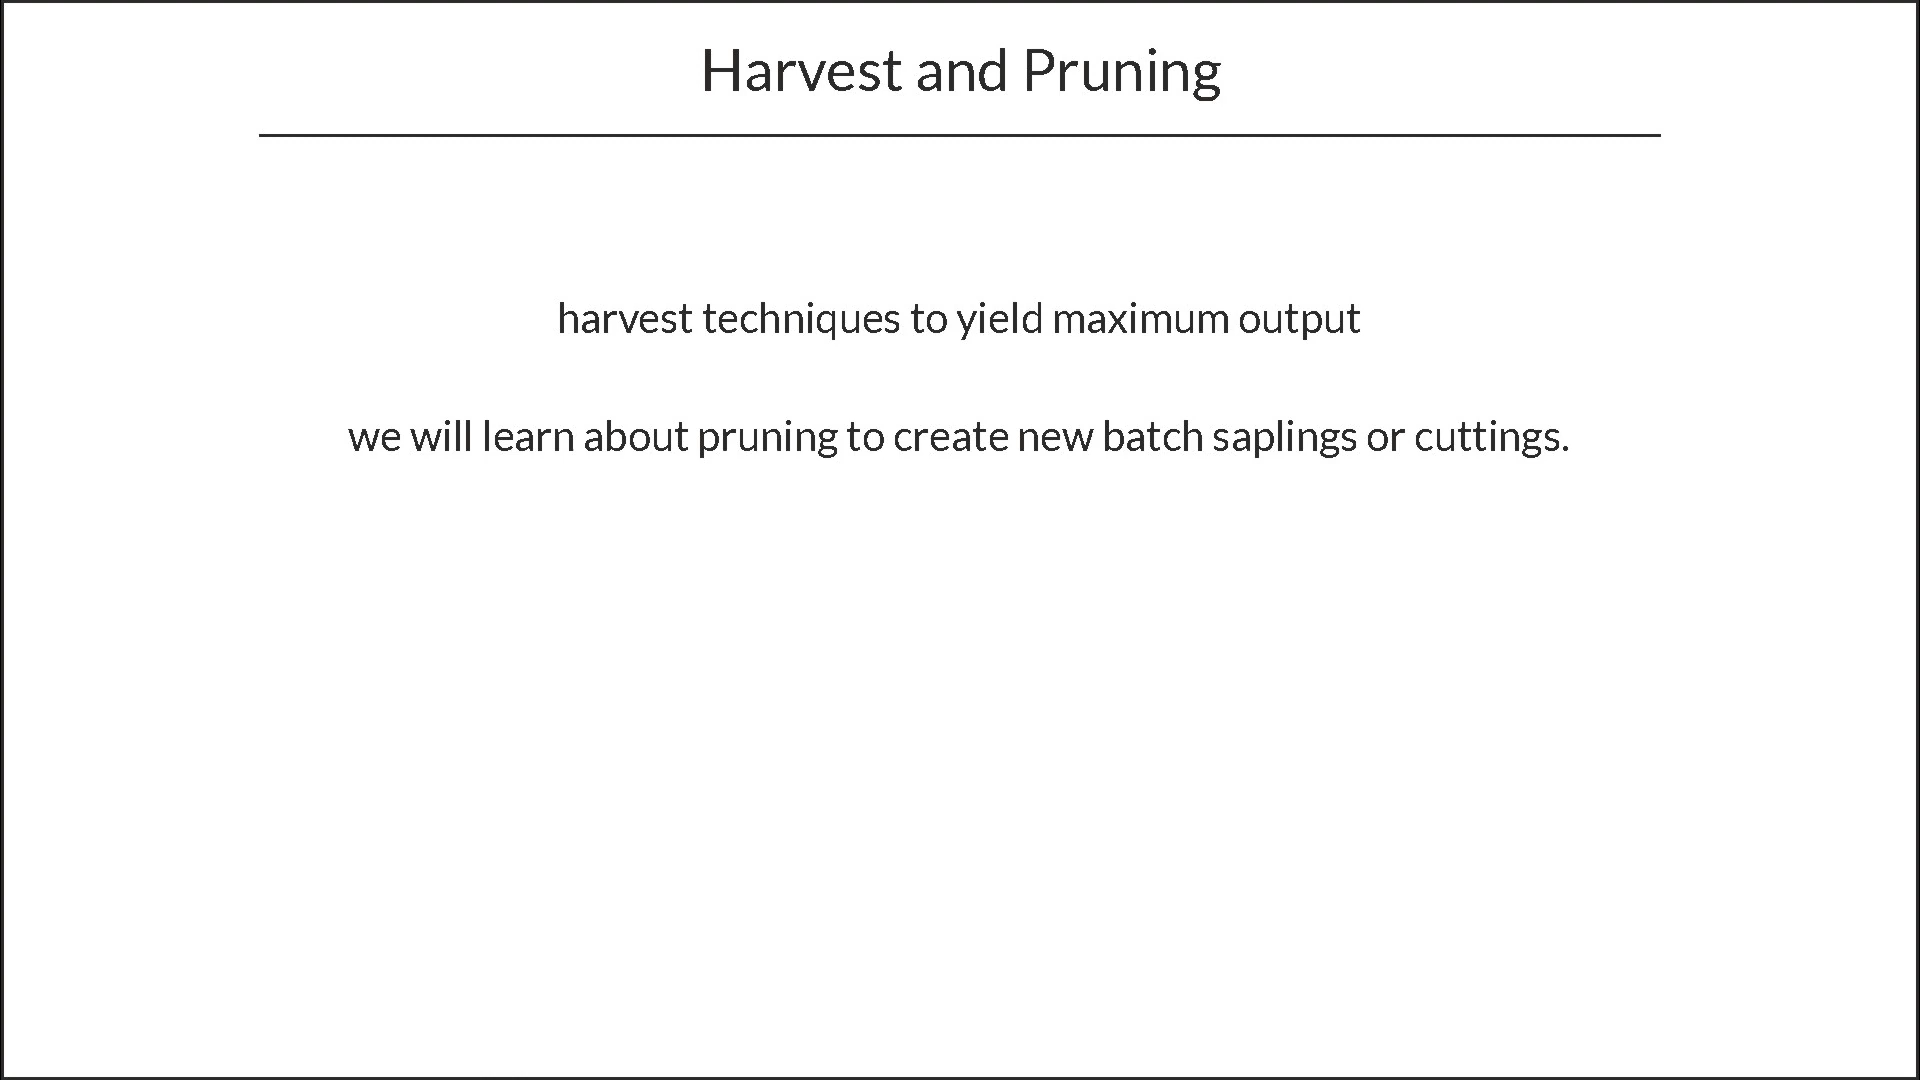 Harvest and Pruning
harvest techniques to yield maximum output
we will learn about pruning to create new batch saplings or cuttings.